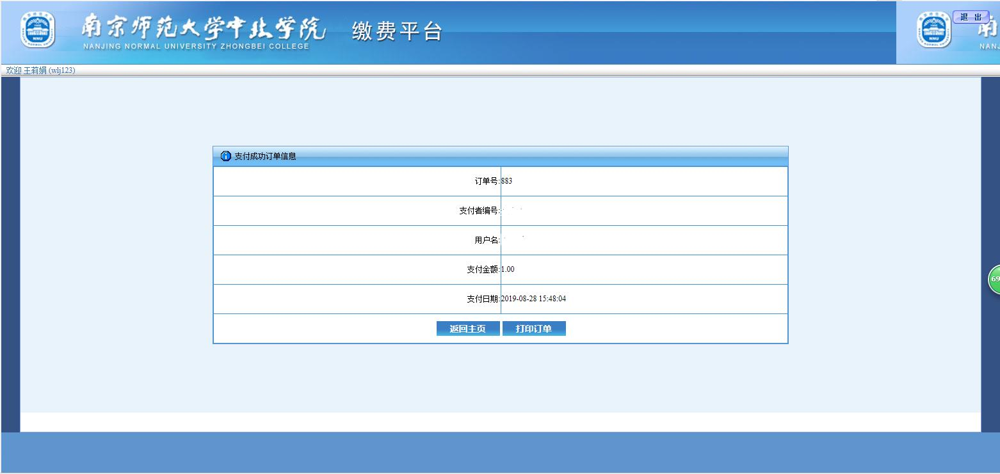 南京师范大学中北学院 缴费平台
NANJING NORMAL UNIVERSITY ZHONGBEI COLLEGE
退 出
南
NANJ
欢迎 王莉娟 (wlj123)
支付成功订单信息
订单号:883
支付者编号:
用户名:
支付金额:1.00
支付日期:2019-08-28 15:48:04
返回主页 打印订单
69